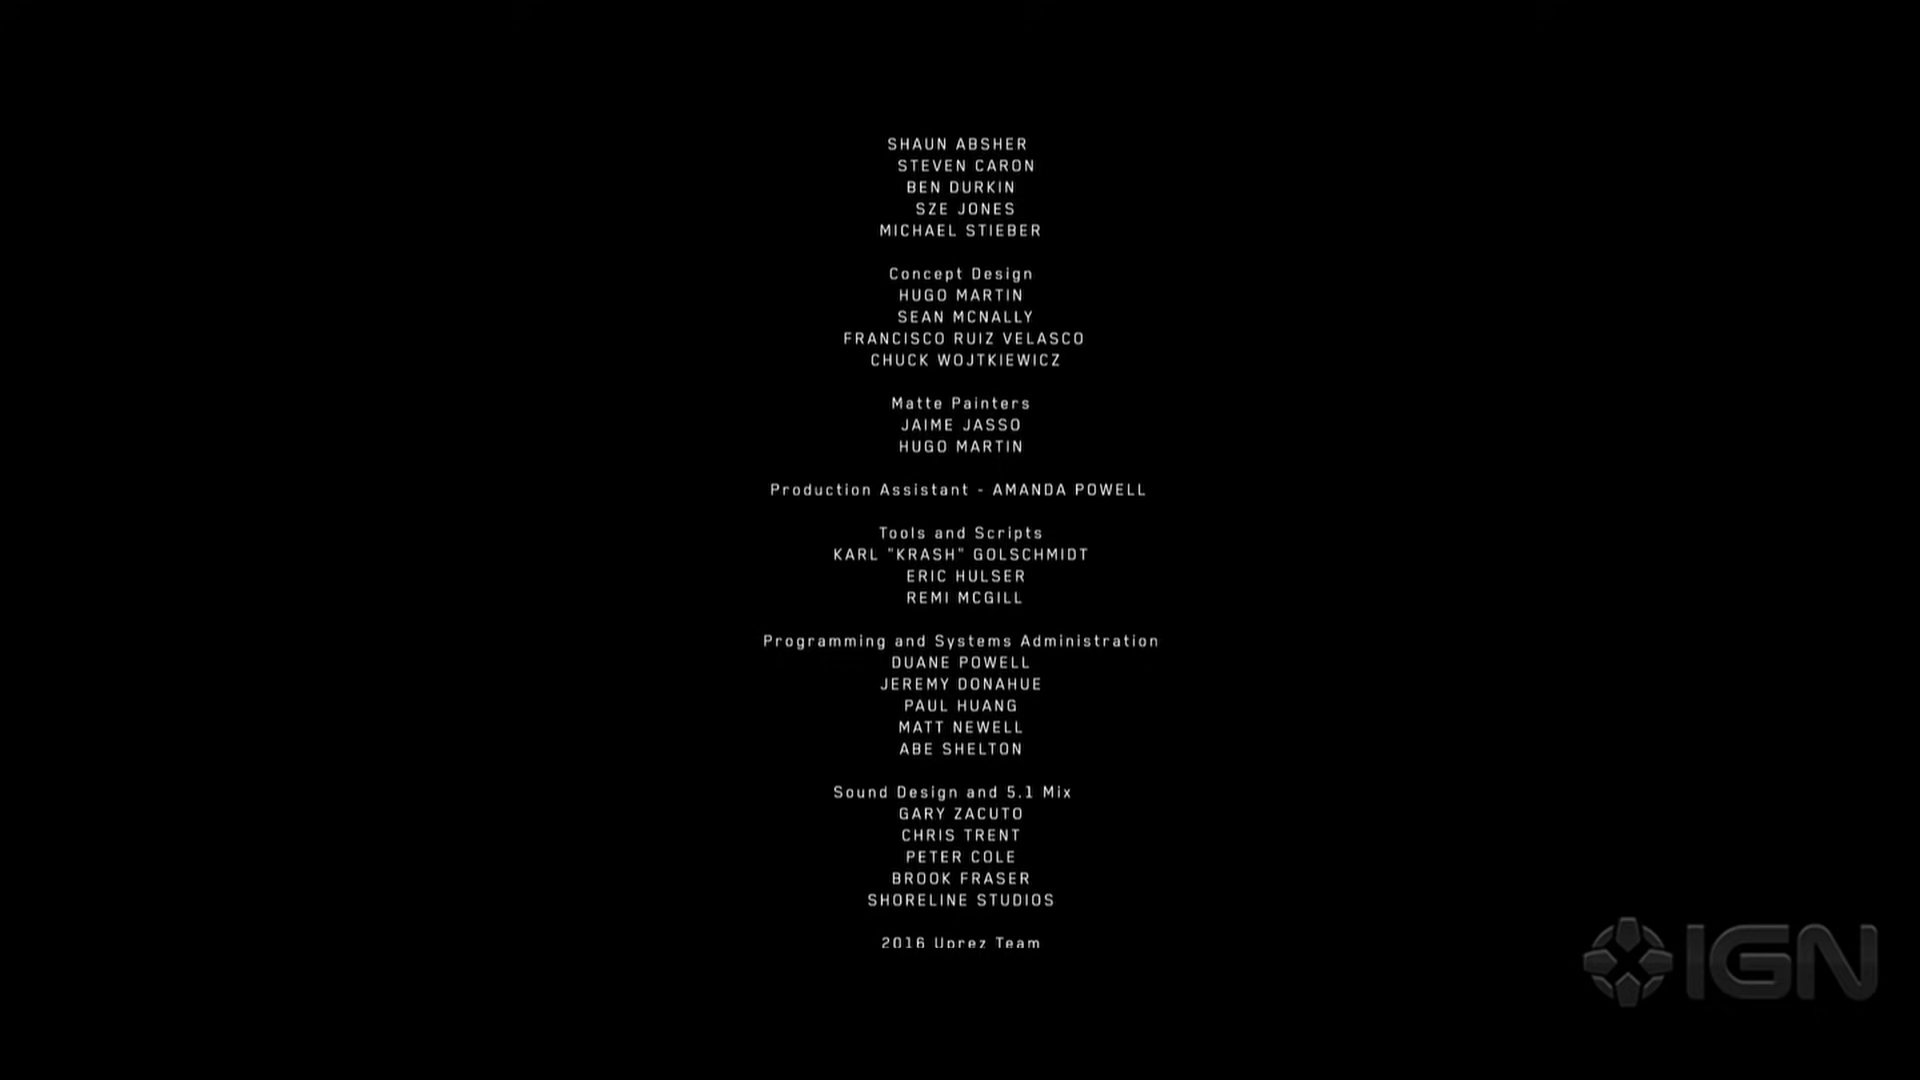 SHAUN ABSHER
STEVEN CARON
BEN DURKIN
SZE JONES
MICHAEL STIEBER
Concept Design
HUGO MARTIN
SEAN MCNALLY
FRANCISCO RUIZ VELASCO
CHUCK WOJTKIEWICZ
Matte Painters
JAIME JASSO
HUGO MARTIN
Production Assistant - AMANDA POWELL
Tools and Scripts
KARL "KRASH" GOLSCHMIDT
ERIC HULSER
REMI MCGILL
Programming and Systems Administration
DUANE POWELL
JEREMY DONAHUE
PAUL HUANG
MATT NEWELL
ABE SHELTON
Sound Design and 5.1 Mix
GARY ZACUTO
CHRIS TRENT
PETER COLE
BROOK FRASER
SHORELINE STUDIOS
2016 Uprez Team
IGN